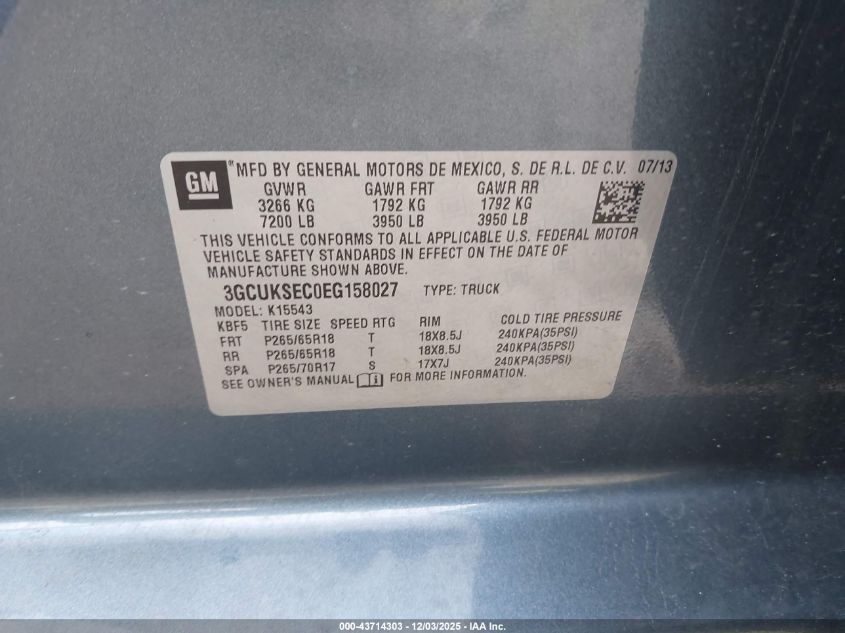 GM ® MFD BY GENERAL MOTORS DE MEXICO, S. DE R.L. DE C.V. 07/13
GVWR GAWR FRT GAWR RR
3266 KG 1792 KG 1792 KG
7200 LB 3950 LB 3950 LB
THIS VEHICLE CONFORMS TO ALL APPLICABLE U.S. FEDERAL MOTOR
VEHICLE SAFETY STANDARDS IN EFFECT ON THE DATE OF
MANUFACTURE SHOWN ABOVE.
3GCUKSEC0EG158027 TYPE: TRUCK
MODEL: K15543
KBF5 TIRE SIZE SPEED RTG RIM COLD TIRE PRESSURE
FRT P265/65R18 T 18X8.5J 240KPA(35PSI)
RR P265/65R18 T 18X8.5J 240KPA(35PSI)
SPA P265/70R17 S 17X7J 240KPA(35PSI)
SEE OWNER'S MANUAL FOR MORE INFORMATION.
000-43714303 - 12/03/2025 - IAA Inc.